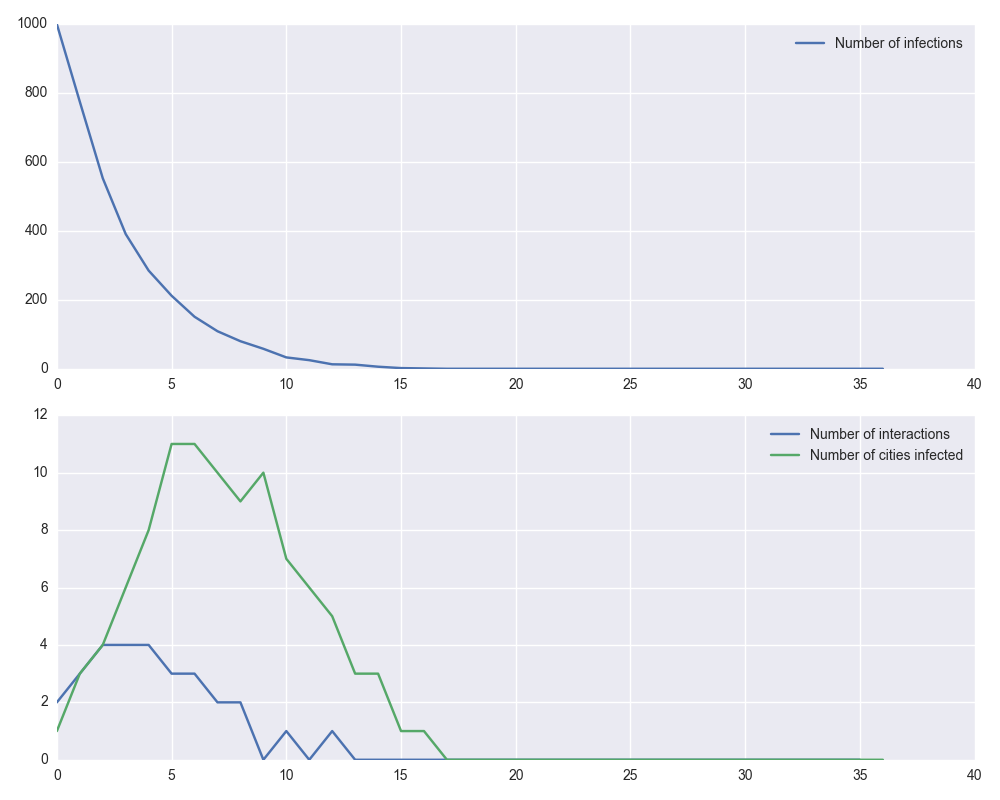 1000
Number of infections
800
600
400
200
0
0 5 10 15 20 25 30 35 40
12
Number of interactions
Number of cities infected
10
8
6
4
2
0
0 5 10 15 20 25 30 35 40